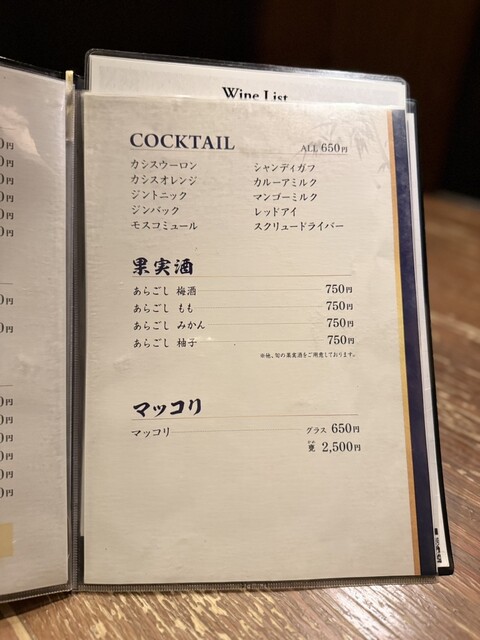 Wine List
COCKTAIL ALL 650円
カシスウーロン シャンディガフ
カシスオレンジ カルーアミルク
ジントニック マンゴーミルク
ジンバック レッドアイ
モスコミュール スクリュードライバー
果実酒
あらごし 梅酒 750円
あらごし もも 750円
あらごし みかん 750円
あらごし 柚子 750円
※他、旬の果実酒をご用意しております。
マッコリ
マッコリ グラス 650円
甕 2,500円